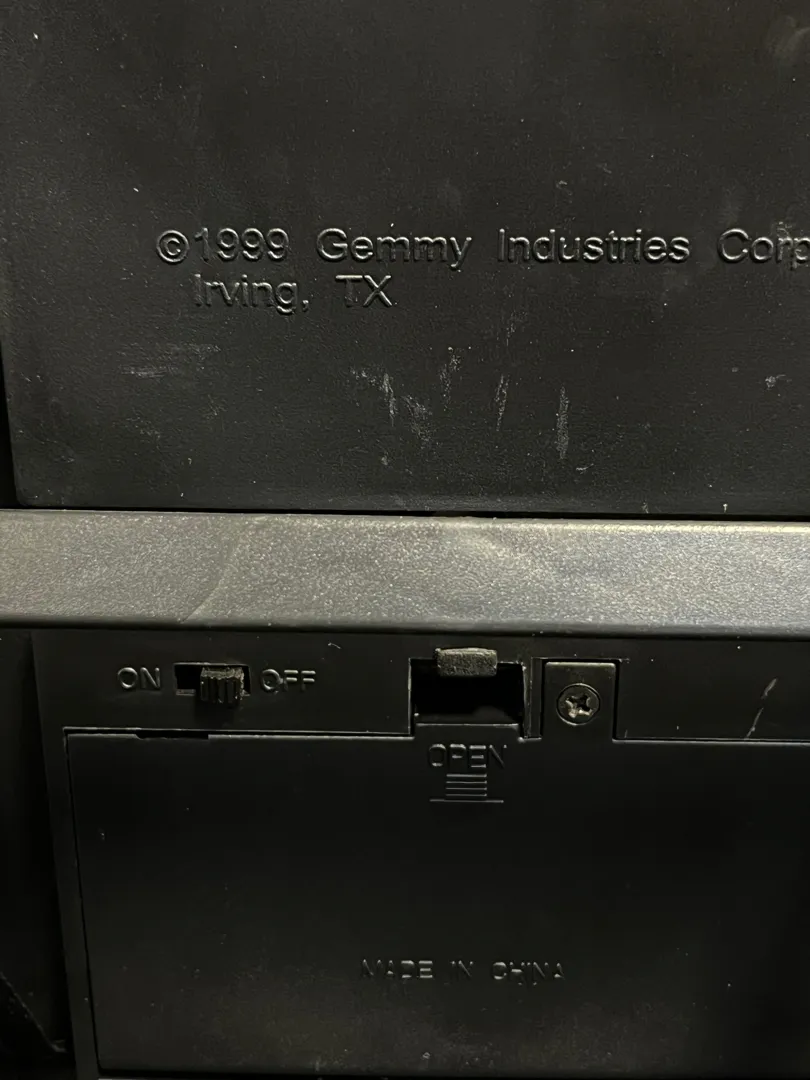 ©1999 Gemmy Industries Corp
Irving, TX
ON OFF
OPEN
MADE IN CHINA